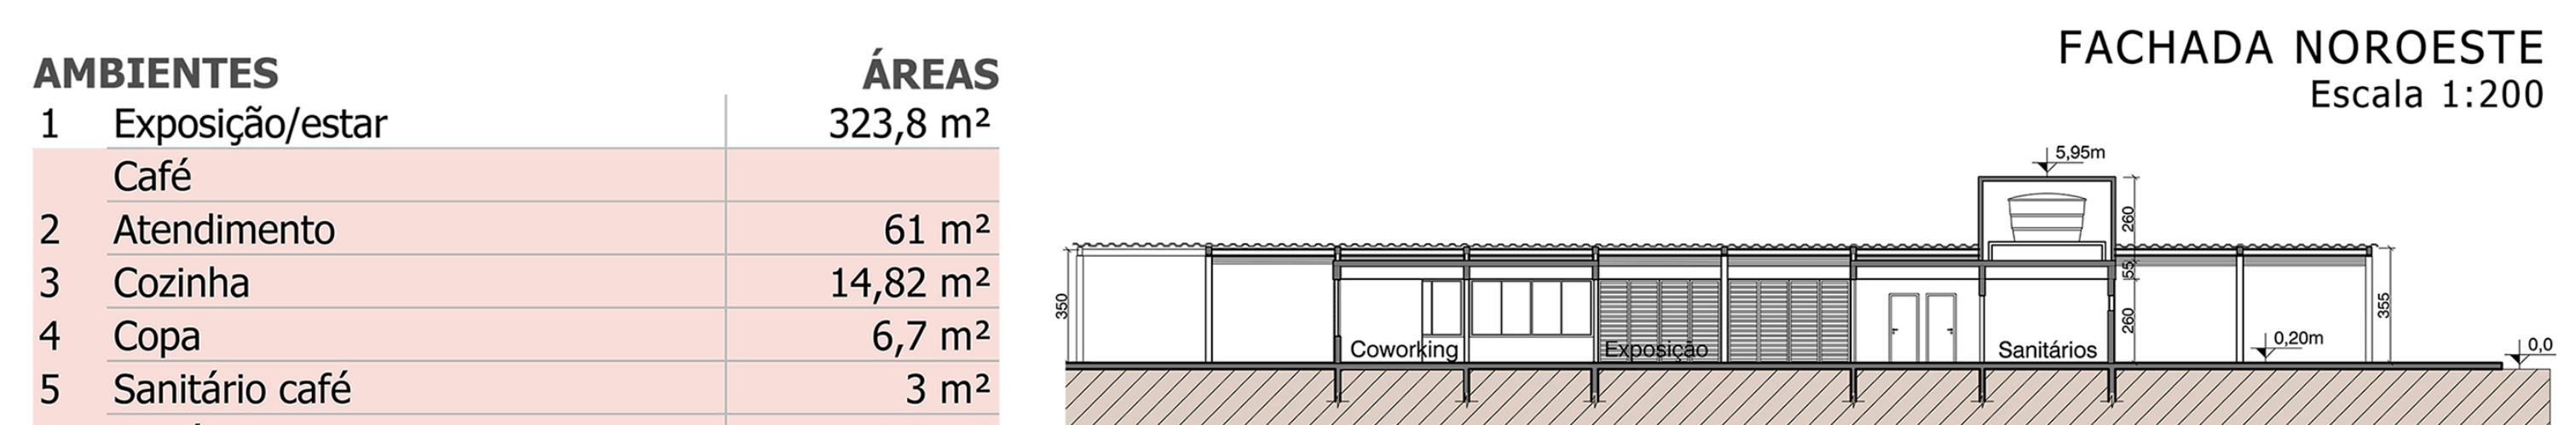 AMBIENTES ÁREAS
1 Exposição/estar 323,8 m²
Café
2 Atendimento 61 m²
3 Cozinha 14,82 m²
4 Copa 6,7 m²
5 Sanitário café 3 m²
FACHADA NOROESTE
Escala 1:200
5,95m
260
55
260
350
355
Coworking
Exposição
Sanitários
0,20m
0,0